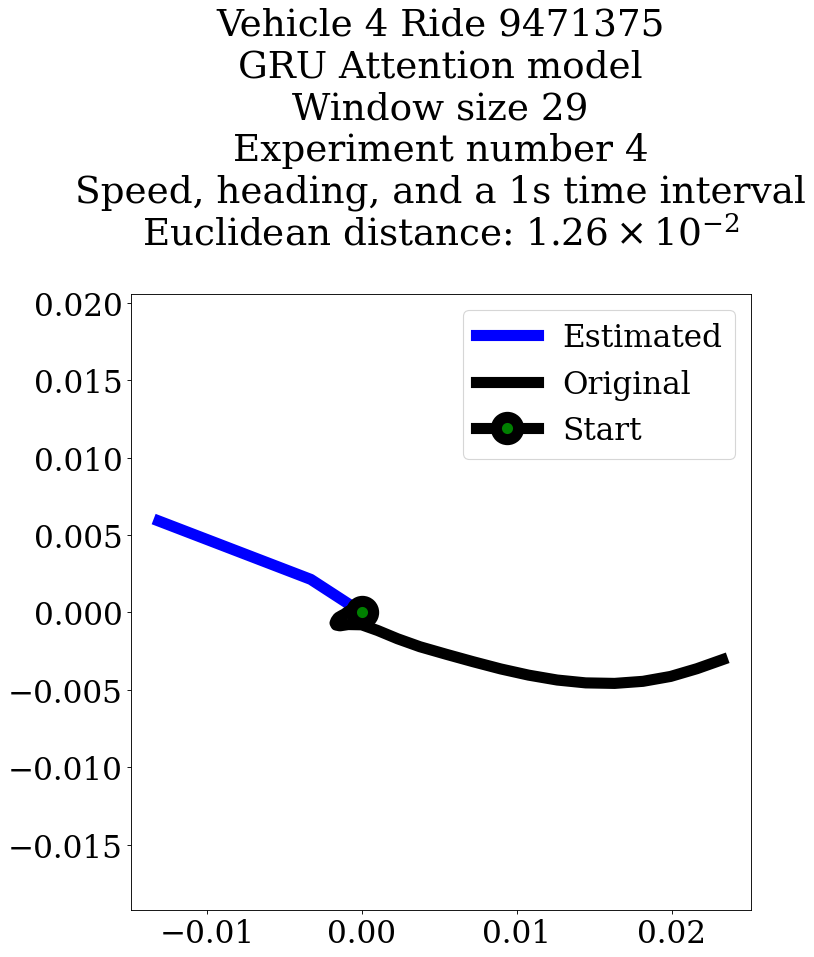 Vehicle 4 Ride 9471375
GRU Attention model
Window size 29
Experiment number 4
Speed, heading, and a 1s time interval
Euclidean distance: 1.26 × 10⁻²
0.020
0.015
0.010
0.005
0.000
−0.005
−0.010
−0.015
Estimated
Original
Start
−0.01 0.00 0.01 0.02